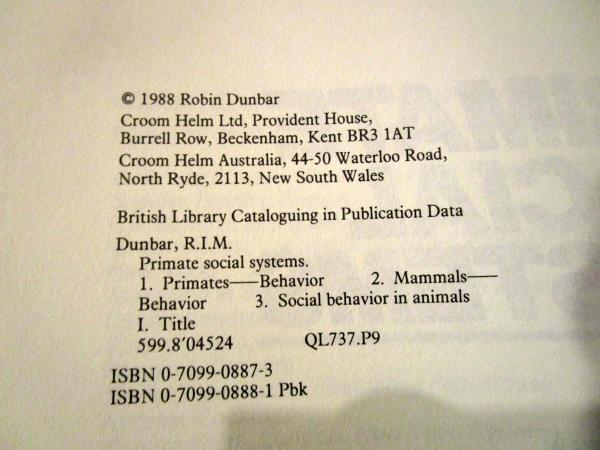 © 1988 Robin Dunbar
Croom Helm Ltd, Provident House,
Burrell Row, Beckenham, Kent BR3 1AT
Croom Helm Australia, 44-50 Waterloo Road,
North Ryde, 2113, New South Wales
British Library Cataloguing in Publication Data
Dunbar, R.I.M.
Primate social systems.
1. Primates—Behavior 2. Mammals—
Behavior 3. Social behavior in animals
I. Title
599.8'04524 QL737.P9
ISBN 0-7099-0887-3
ISBN 0-7099-0888-1 Pbk